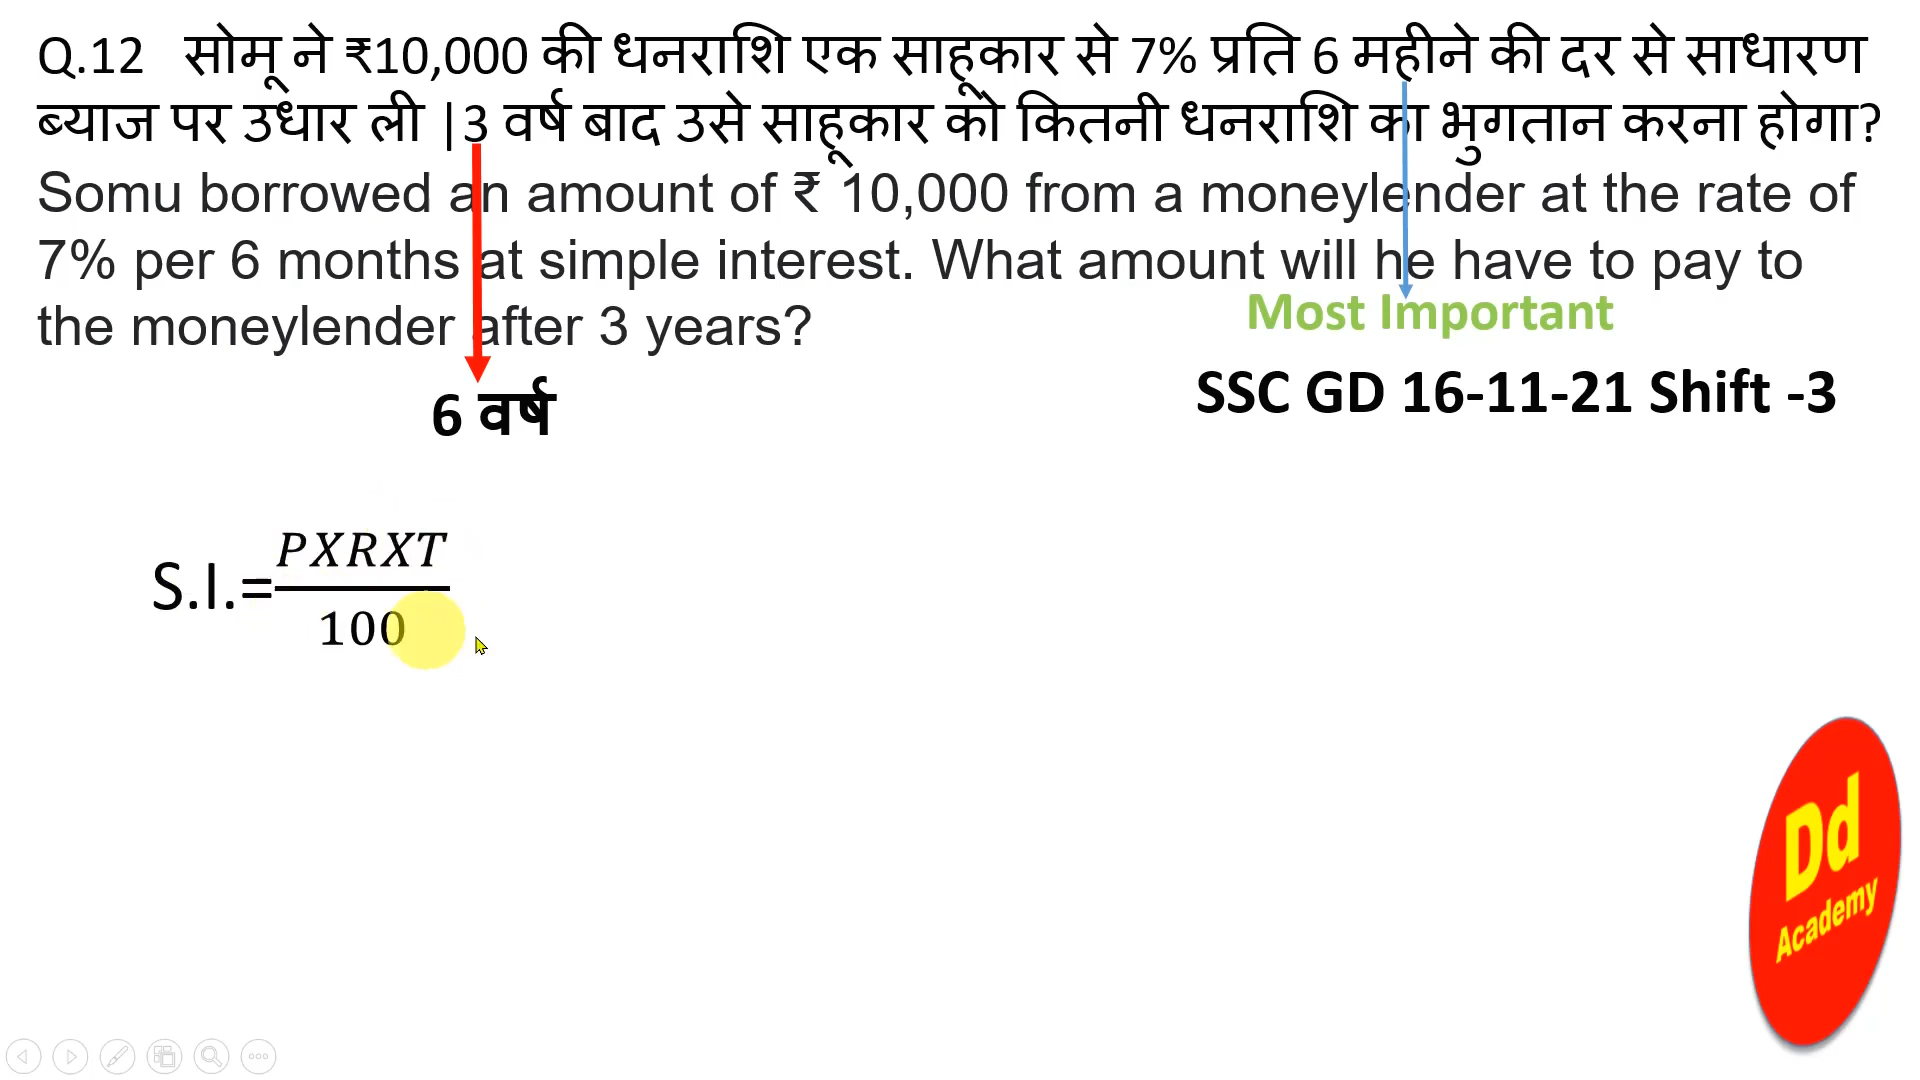 Q.12 सोमू ने ₹10,000 की धनराशि एक साहूकार से 7% प्रति 6 महीने की दर से साधारण
ब्याज पर उधार ली |3 वर्ष बाद उसे साहूकार को कितनी धनराशि का भुगतान करना होगा?
Somu borrowed an amount of ₹ 10,000 from a moneylender at the rate of
7% per 6 months at simple interest. What amount will he have to pay to
the moneylender after 3 years?
Most Important
SSC GD 16-11-21 Shift -3
6 वर्ष
S.I.=PXRXT/100
Dd
Academy